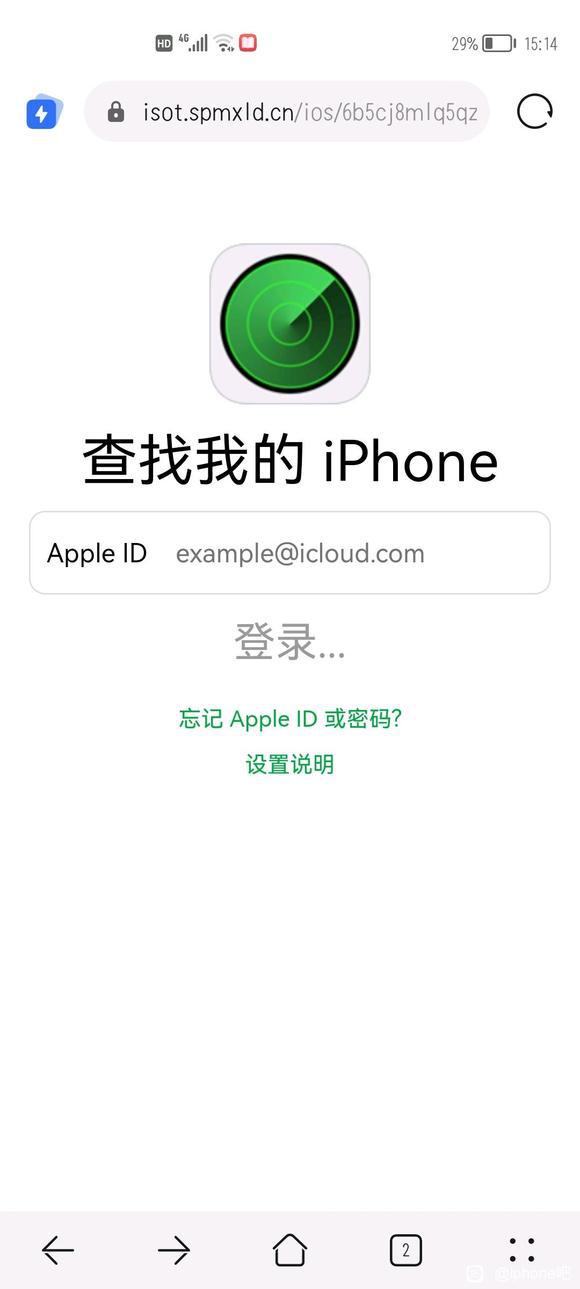 HD 4G 29% 15:14
isot.spmxld.cn/ios/6b5cj8mlq5qz
查找我的 iPhone
Apple ID example@icloud.com
登录...
忘记 Apple ID 或密码?
设置说明
2
@iphone吧